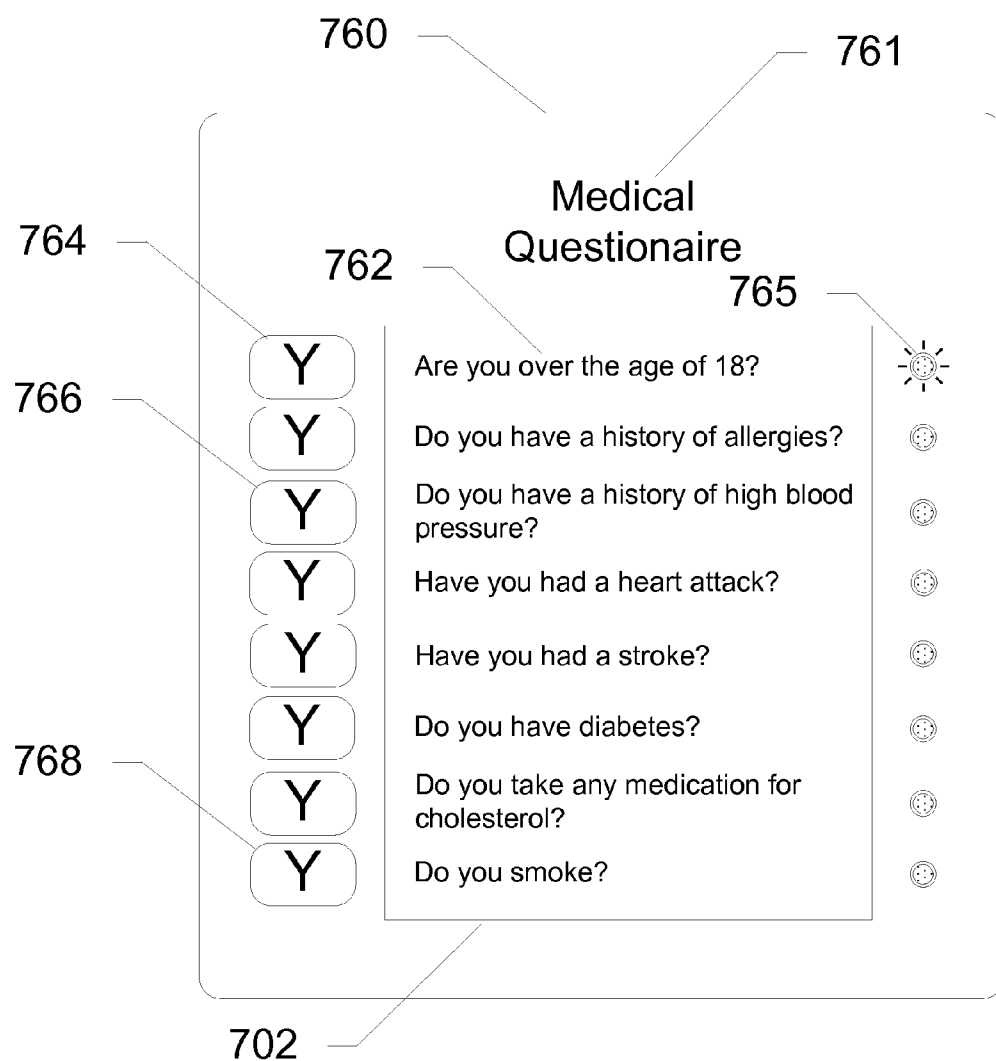 760
761
Medical
Questionaire
764
762
765
Y Are you over the age of 18?
766
Y Do you have a history of allergies?
Y Do you have a history of high blood
pressure?
Y Have you had a heart attack?
Y Have you had a stroke?
Y Do you have diabetes?
768
Y Do you take any medication for
cholesterol?
Y Do you smoke?
702